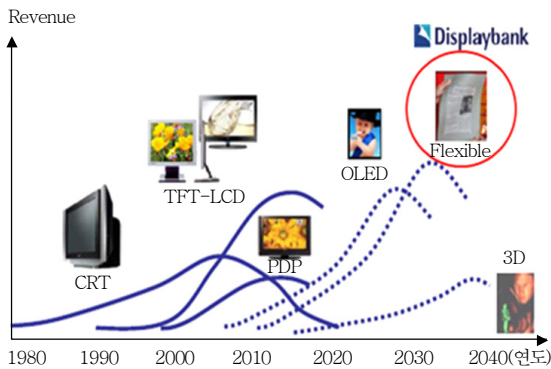 Revenue
Displaybank
Flexible
OLED
TFT-LCD
PDP
3D
CRT
1980 1990 2000 2010 2020 2030 2040(연도)